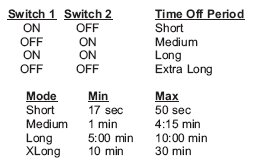 Switch 1 Switch 2 Time Off Period
ON OFF Short
OFF ON Medium
ON ON Long
OFF OFF Extra Long
Mode Min Max
Short 17 sec 50 sec
Medium 1 min 4:15 min
Long 5:00 min 10:00 min
XLong 10 min 30 min